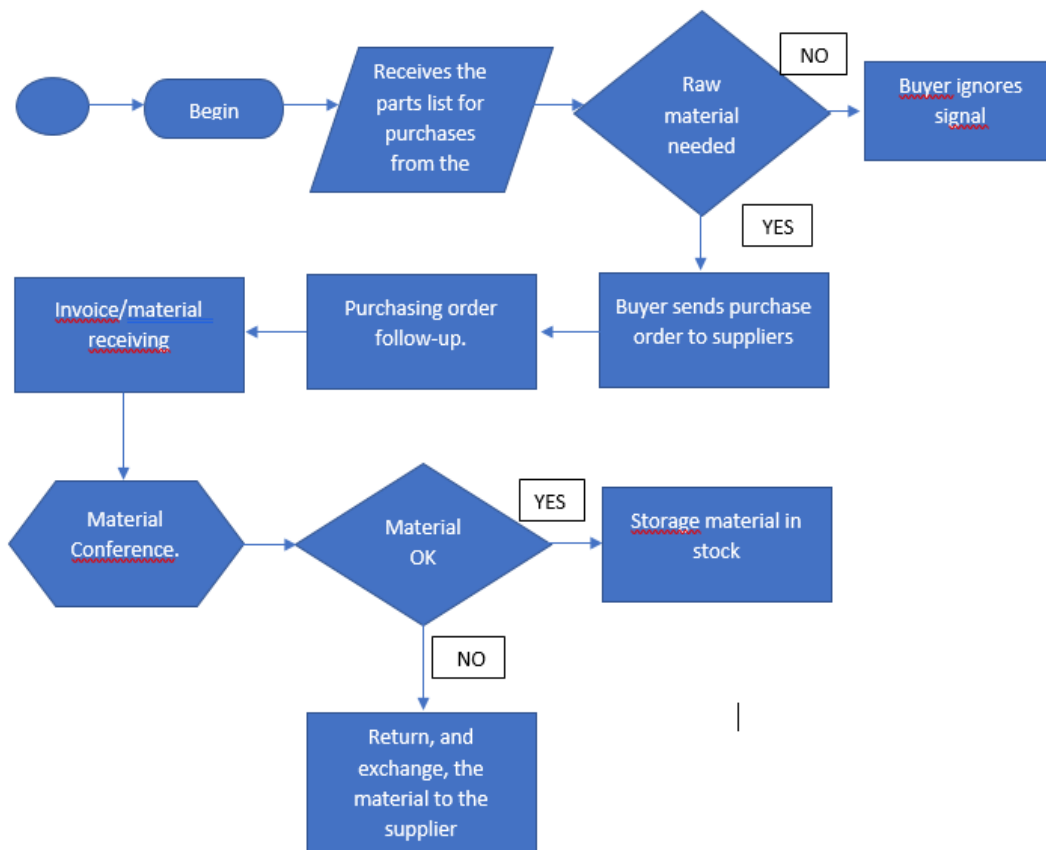 Begin
Receives the
parts list for
purchases
from the
Raw
material
needed
NO
Buyer ignores
signal
YES
Invoice/material
receiving
Purchasing order
follow-up.
Buyer sends purchase
order to suppliers
Material
Conference.
Material
OK
YES
Storage material in
stock
NO
Return, and
exchange, the
material to the
supplier